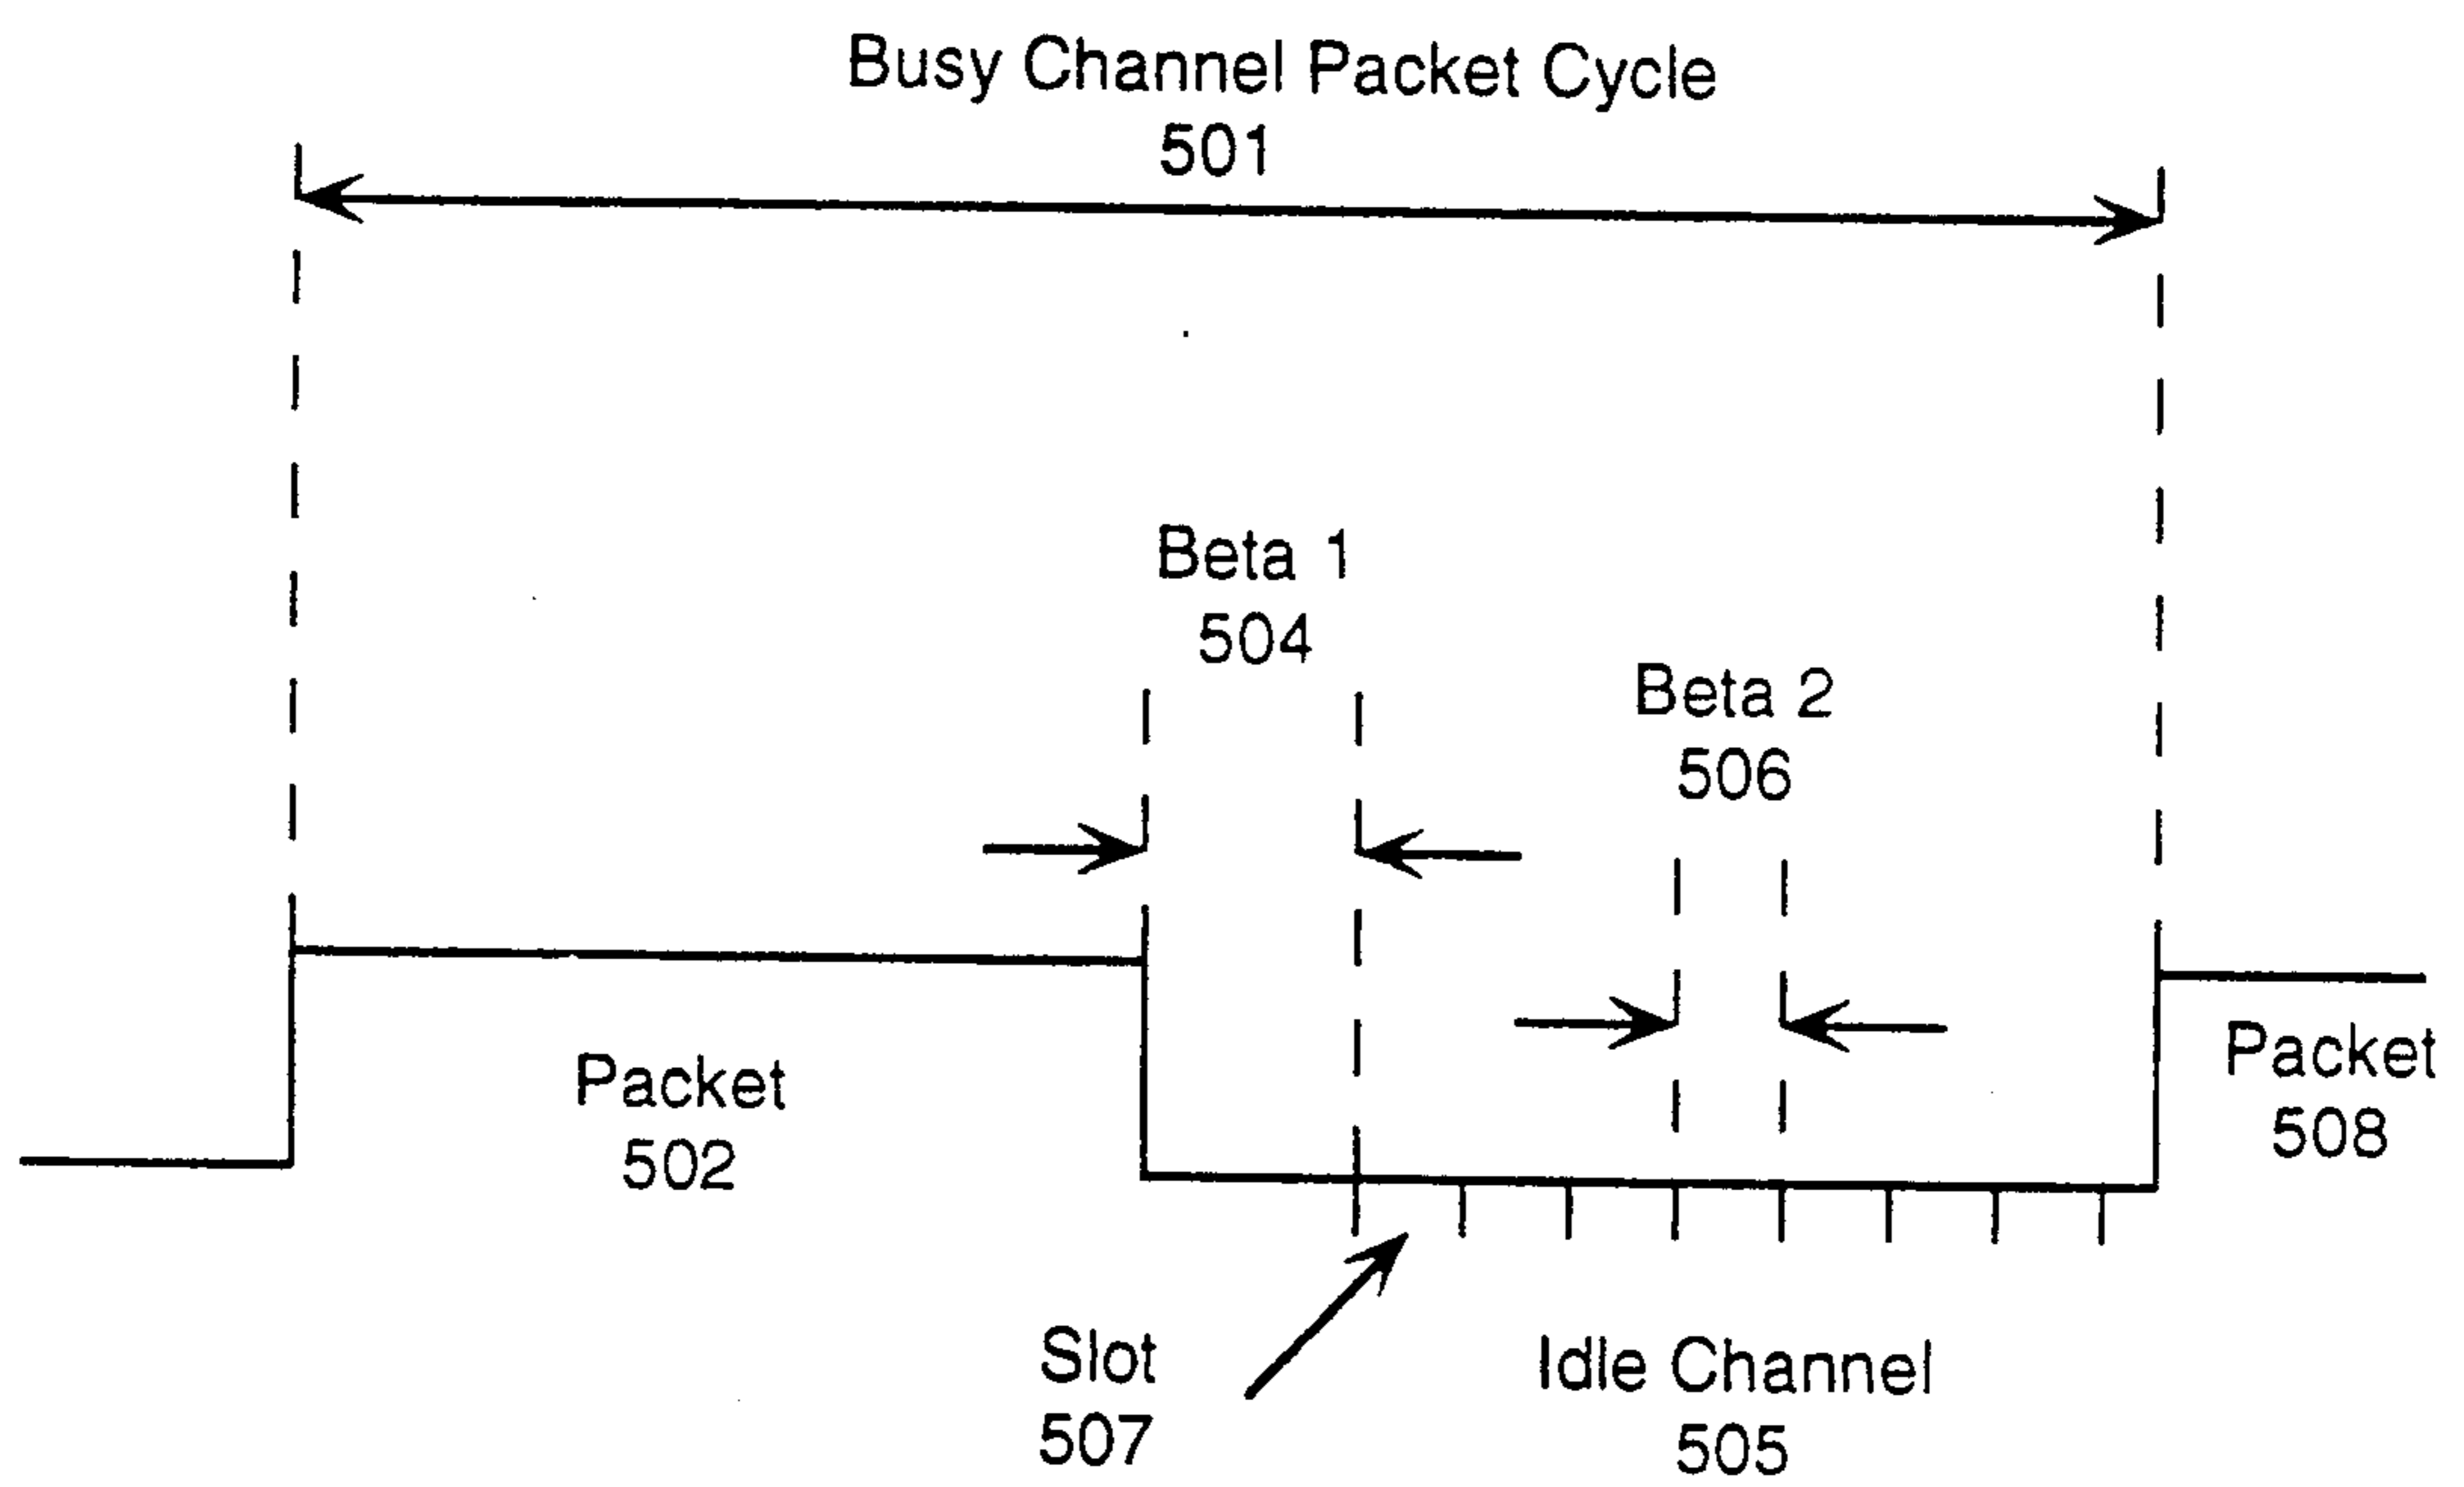 Busy Channel Packet Cycle
501
Beta 1
504
Beta 2
506
Packet
502
Packet
508
Slot
507
Idle Channel
505